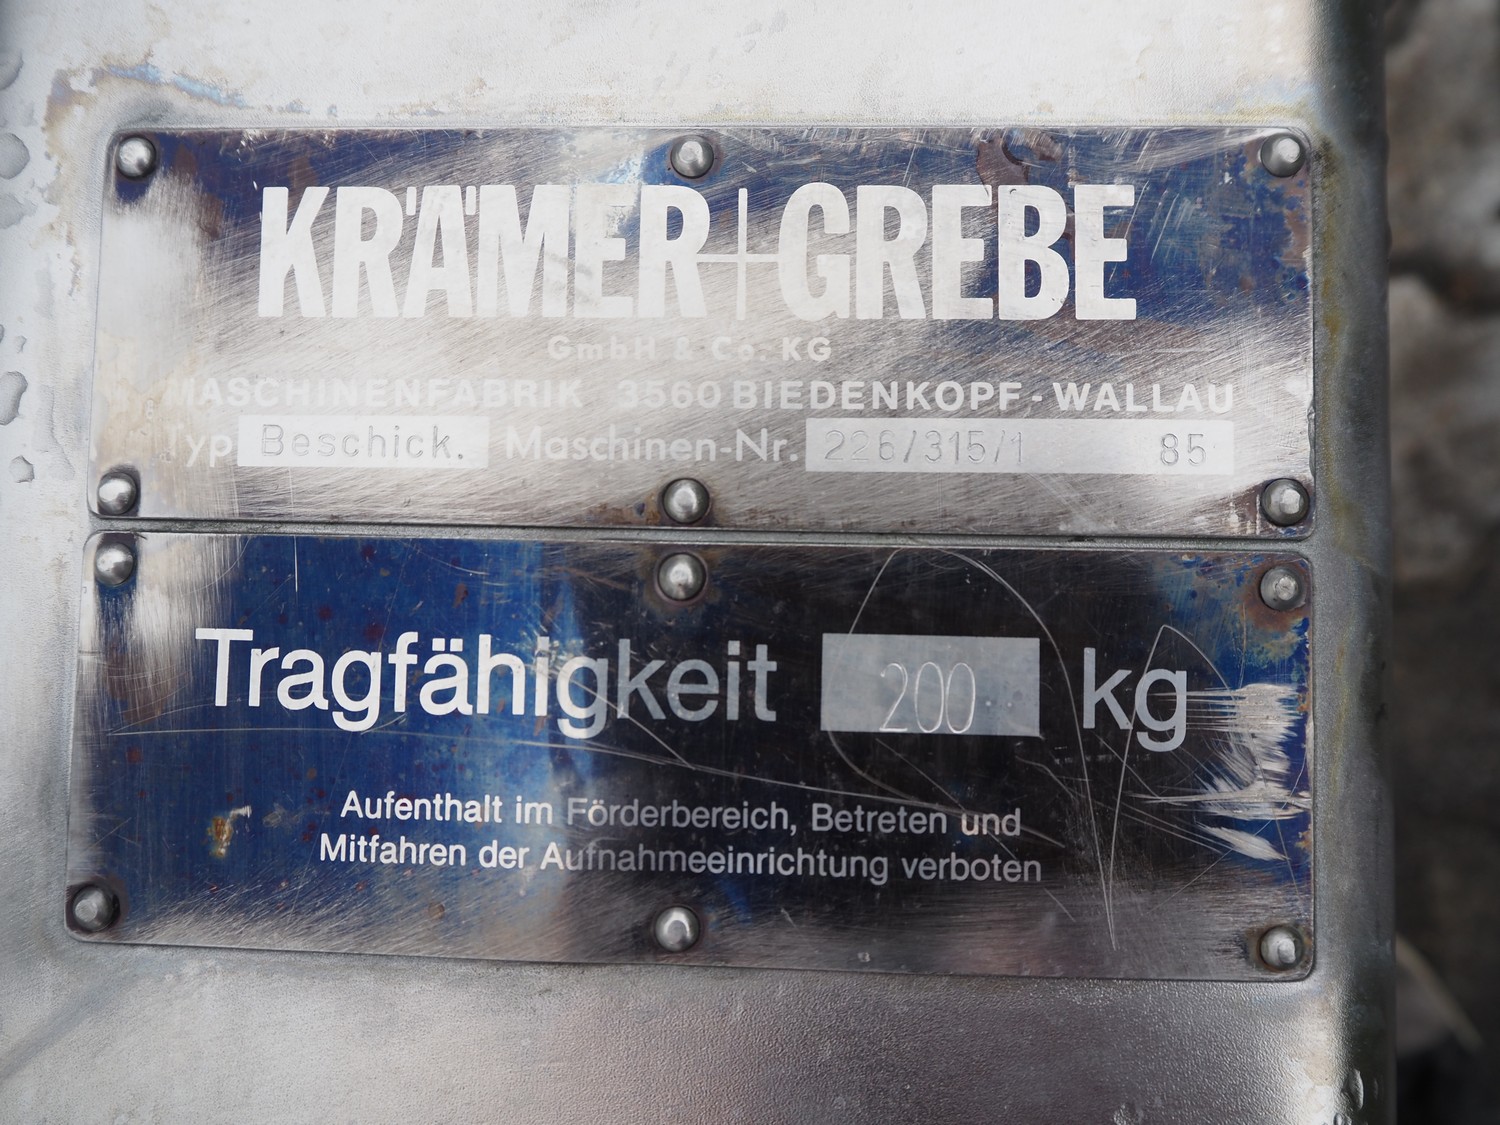 KRÄMER+GREBE
GmbH & Co. KG
MASCHINENFABRIK 3560 BIEDENKOPF - WALLAU
Typ Beschick. Maschinen-Nr. 226/315/1 85
Tragfähigkeit 200 kg
Aufenthalt im Förderbereich, Betreten und
Mitfahren der Aufnahmeeinrichtung verboten